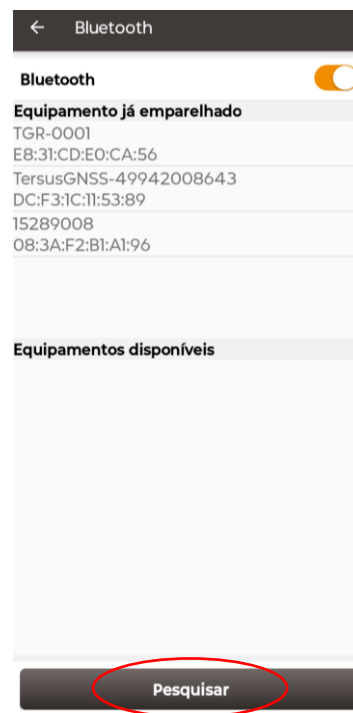 Bluetooth
Bluetooth
Equipamento já emparelhado
TGR-0001
E8:31:CD:E0:CA:56
TersusGNSS-49942008643
DC:F3:1C:11:53:89
15289008
08:3A:F2:B1:A1:96
Equipamentos disponíveis
Pesquisar